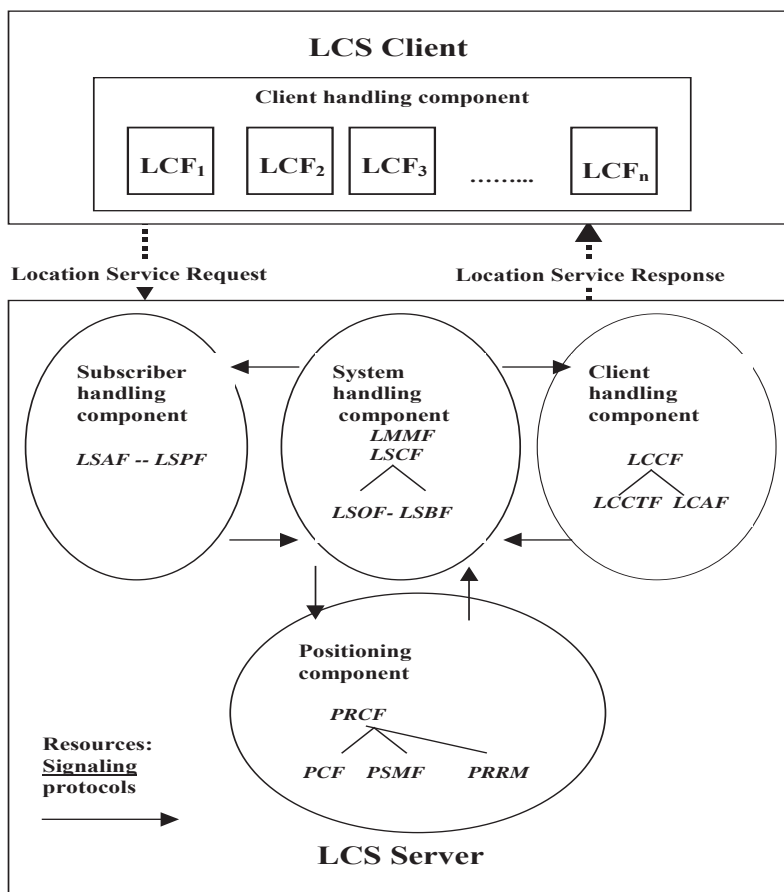 LCS Client
Client handling component
LCF1 LCF2 LCF3 ……... LCFn
Location Service Request
Location Service Response
Subscriber
handling
component
LSAF -- LSPF
System
handling
component
LMMF
LSCF
LSOF- LSBF
Client
handling
component
LCCF
LCCTF LCAF
Positioning
component
PRCF
PCF PSMF PRRM
Resources:
Signaling
protocols
LCS Server